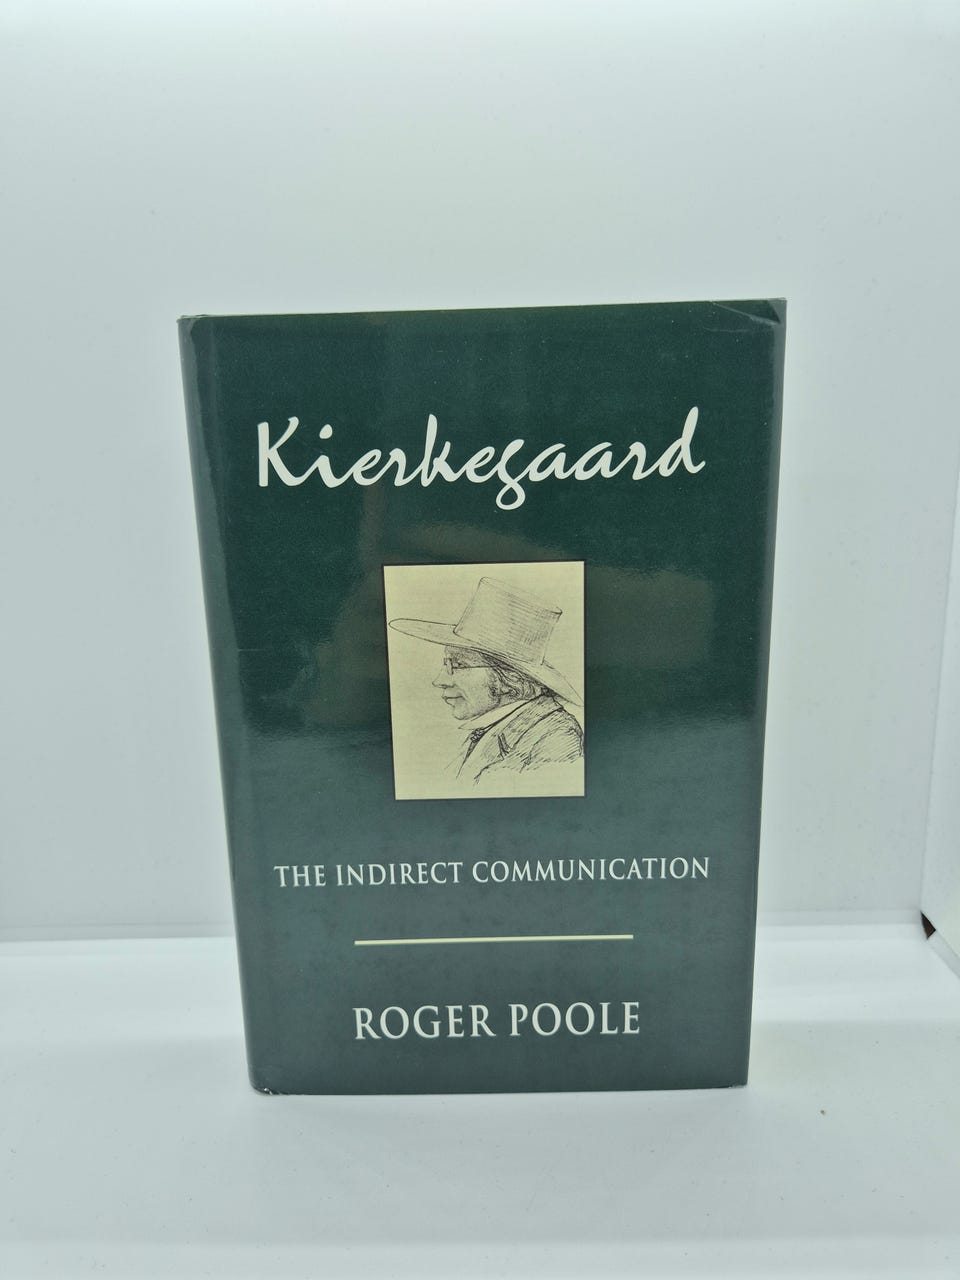 Kierkegaard
THE INDIRECT COMMUNICATION
ROGER POOLE